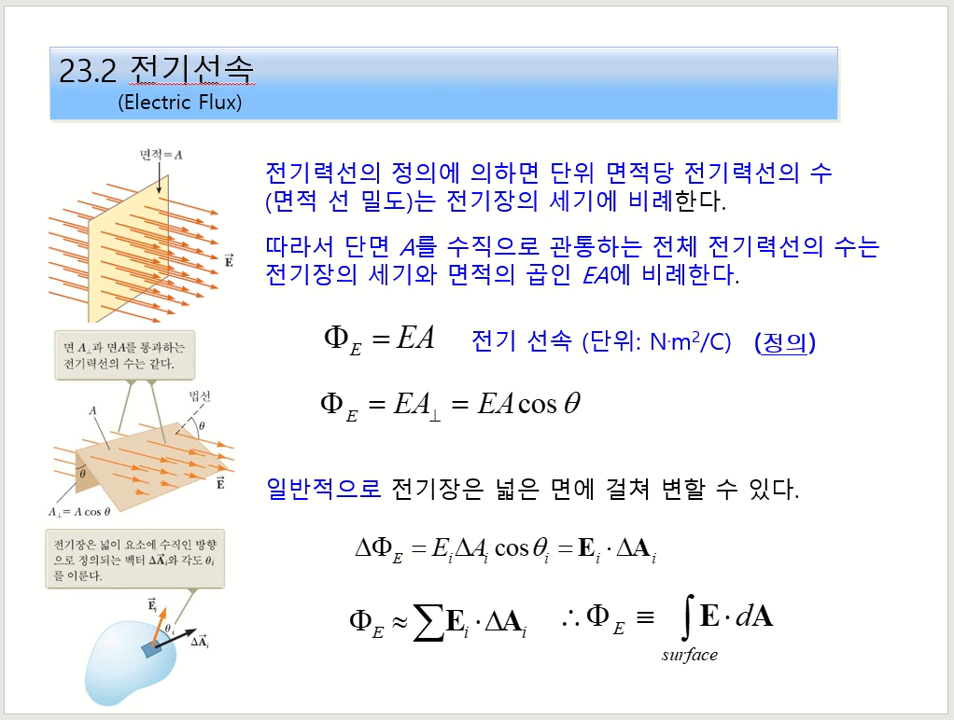 23.2 전기선속
(Electric Flux)
면적=A
E
전기력선의 정의에 의하면 단위 면적당 전기력선의 수
(면적 선 밀도)는 전기장의 세기에 비례한다.
따라서 단면 A를 수직으로 관통하는 전체 전기력선의 수는
전기장의 세기와 면적의 곱인 EA에 비례한다.
Φ_E = EA 전기 선속 (단위: N·m²/C) (정의)
Φ_E = EA_⊥ = EA cos θ
면 A_⊥과 면A를 통과하는
전기력선의 수는 같다.
법선
A
θ
θ
E
A_⊥= A cos θ
일반적으로 전기장은 넓은 면에 걸쳐 변할 수 있다.
ΔΦ_E = E_i ΔA_i cos θ_i = E_i · ΔA_i
Φ_E ≈ ∑E_i · ΔA_i ∴ Φ_E ≡ ∫ E · dA
surface
전기장은 넓이 요소에 수직인 방향
으로 정의되는 벡터 ΔA_i와 각도 θ_i
를 이룬다.
E_i
θ_i
ΔA_i